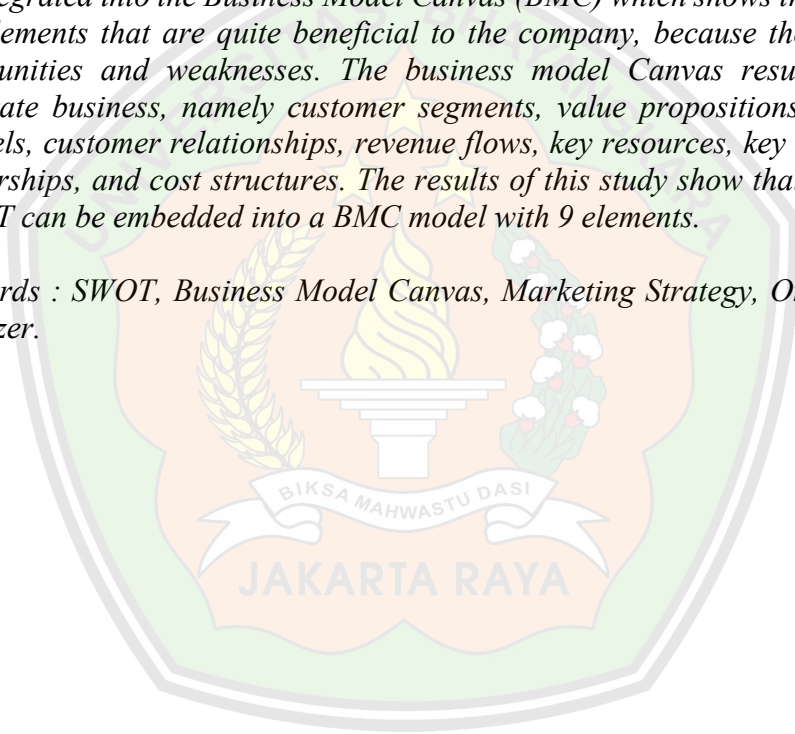 egrated into the Business Model Canvas (BMC) which shows th
lements that are quite beneficial to the company, because the
unities and weaknesses. The business model Canvas resu
ate business, namely customer segments, value propositions
els, customer relationships, revenue flows, key resources, key
rships, and cost structures. The results of this study show tha
T can be embedded into a BMC model with 9 elements.
rds : SWOT, Business Model Canvas, Marketing Strategy, O
zer.
UNIVERSITAS BHAYANGKARA
BIKSA MAHWASTU DASI
JAKARTA RAYA